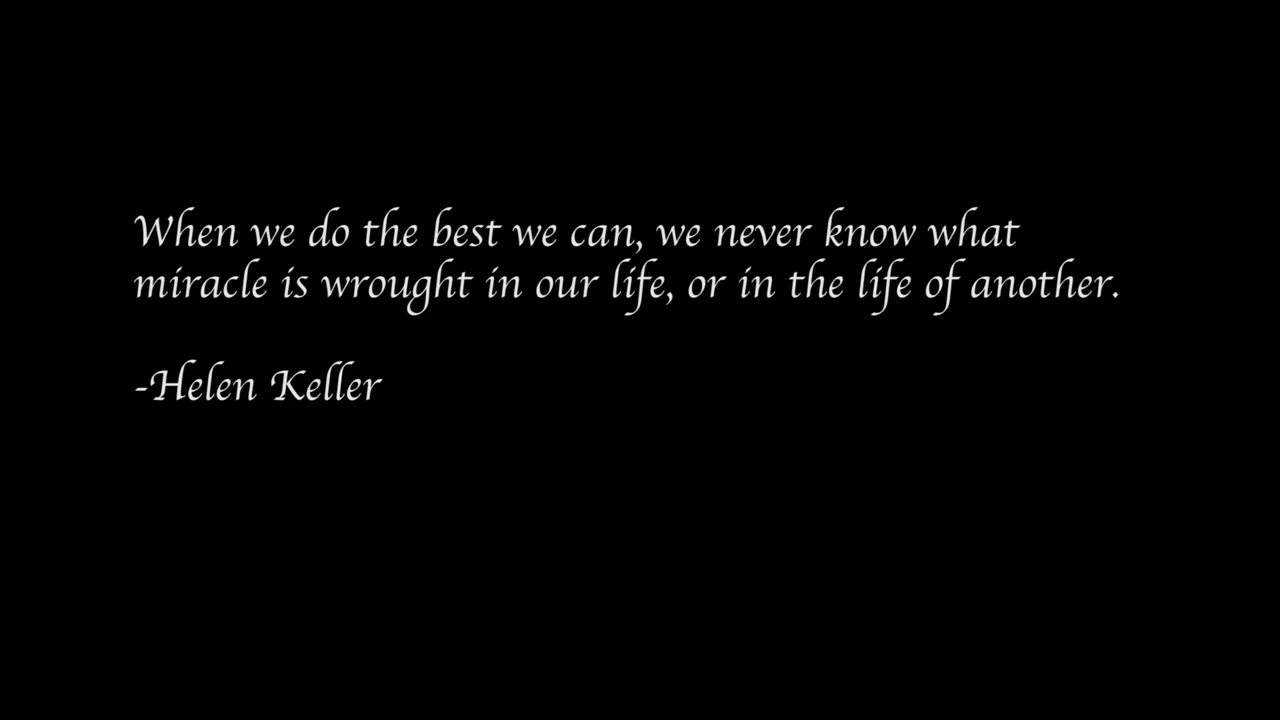 When we do the best we can, we never know what
miracle is wrought in our life, or in the life of another.
-Helen Keller